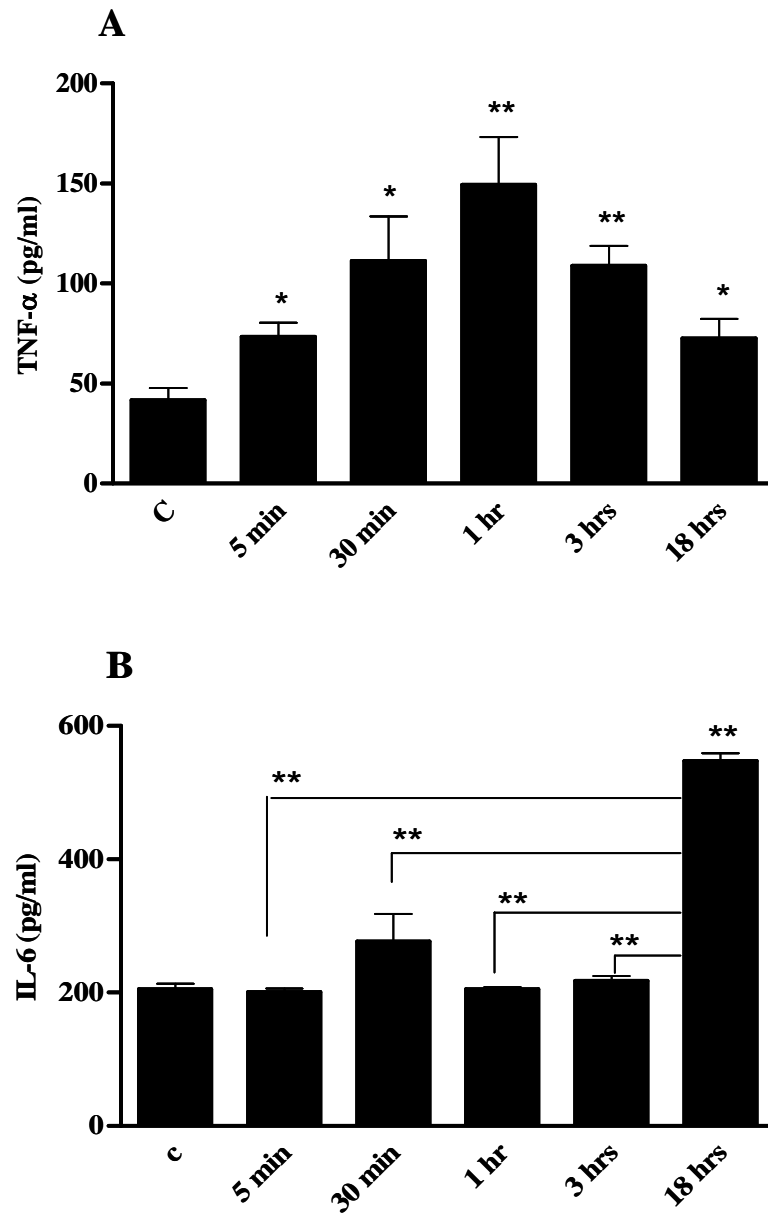 A
200
150
100
50
0
TNF-α (pg/ml)
*
*
**
**
*
C
5 min
30 min
1 hr
3 hrs
18 hrs
B
600
400
200
0
IL-6 (pg/ml)
**
**
**
**
**
c
5 min
30 min
1 hr
3 hrs
18 hrs